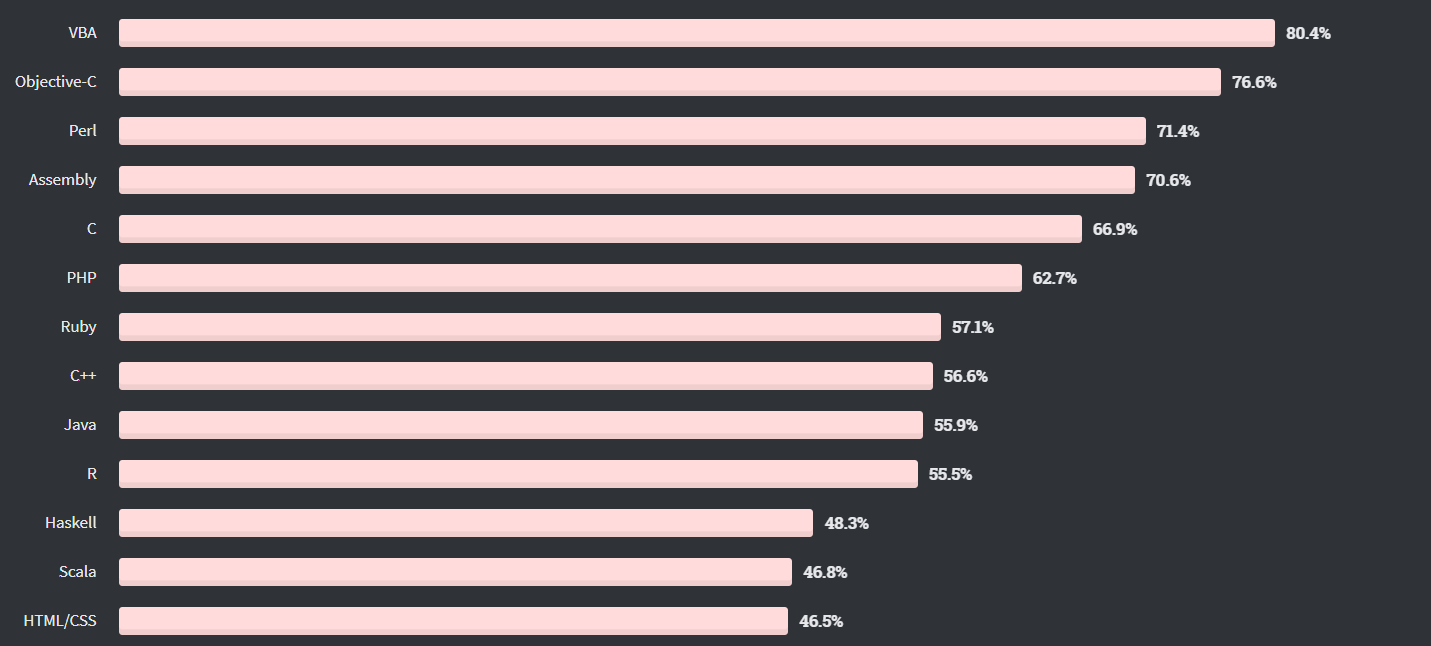 VBA 80.4%
Objective-C 76.6%
Perl 71.4%
Assembly 70.6%
C 66.9%
PHP 62.7%
Ruby 57.1%
C++ 56.6%
Java 55.9%
R 55.5%
Haskell 48.3%
Scala 46.8%
HTML/CSS 46.5%